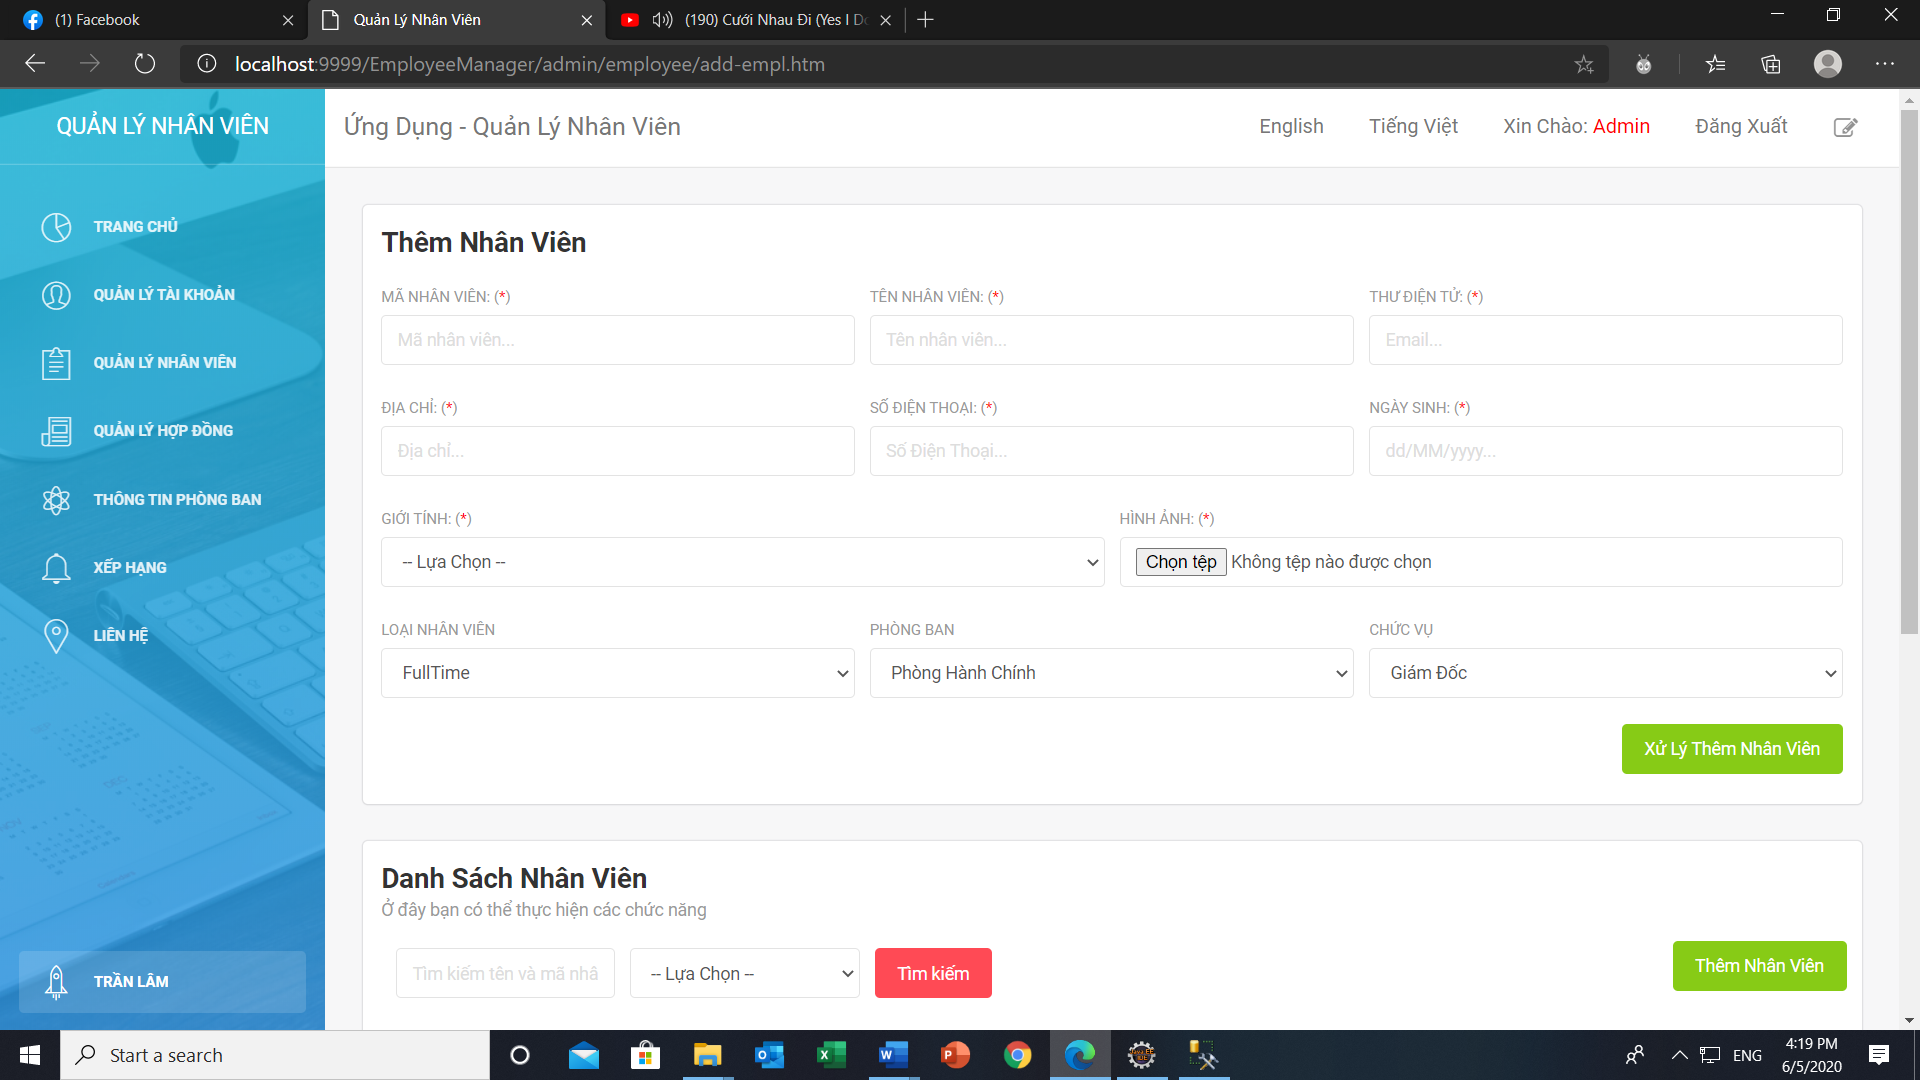 (1) Facebook
Quản Lý Nhân Viên
(190) Cưới Nhau Đi (Yes I Do
localhost:9999/EmployeeManager/admin/employee/add-empl.htm
QUẢN LÝ NHÂN VIÊN
Ứng Dụng - Quản Lý Nhân Viên
English
Tiếng Việt
Xin Chào: Admin
Đăng Xuất
TRANG CHỦ
QUẢN LÝ TÀI KHOẢN
QUẢN LÝ NHÂN VIÊN
QUẢN LÝ HỢP ĐỒNG
THÔNG TIN PHÒNG BAN
XẾP HẠNG
LIÊN HỆ
TRẦN LÂM
Thêm Nhân Viên
MÃ NHÂN VIÊN: (*)
TÊN NHÂN VIÊN: (*)
THƯ ĐIỆN TỬ: (*)
Mã nhân viên...
Tên nhân viên...
Email...
ĐỊA CHỈ: (*)
SỐ ĐIỆN THOẠI: (*)
NGÀY SINH: (*)
Địa chỉ...
Số Điện Thoại...
dd/MM/yyyy...
GIỚI TÍNH: (*)
HÌNH ẢNH: (*)
-- Lựa Chọn --
Chọn tệp Không tệp nào được chọn
LOẠI NHÂN VIÊN
PHÒNG BAN
CHỨC VỤ
FullTime
Phòng Hành Chính
Giám Đốc
Xử Lý Thêm Nhân Viên
Danh Sách Nhân Viên
Ở đây bạn có thể thực hiện các chức năng
Tìm kiếm tên và mã nhâ
-- Lựa Chọn --
Tìm kiếm
Thêm Nhân Viên
Start a search
ENG
4:19 PM
6/5/2020